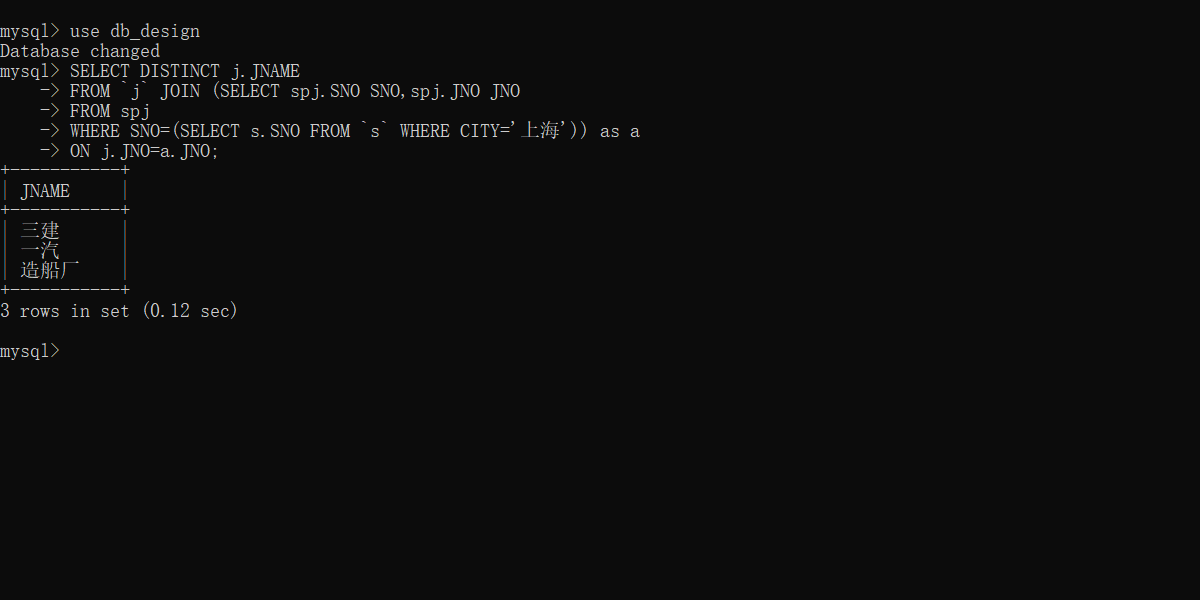 mysql> use db_design
Database changed
mysql> SELECT DISTINCT j.JNAME
    -> FROM `j` JOIN (SELECT spj.SNO SNO,spj.JNO JNO
    -> FROM spj
    -> WHERE SNO=(SELECT s.SNO FROM `s` WHERE CITY='上海')) as a
    -> ON j.JNO=a.JNO;
+-----------+
| JNAME     |
+-----------+
| 三建      |
| 一汽      |
| 造船厂    |
+-----------+
3 rows in set (0.12 sec)
mysql>